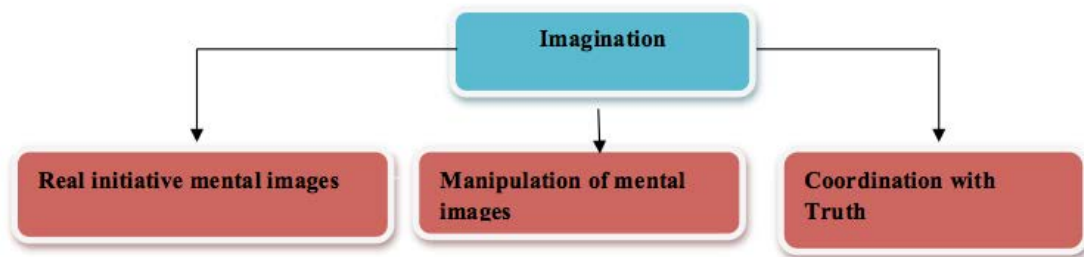 Imagination
Real initiative mental images
Manipulation of mental
images
Coordination with
Truth